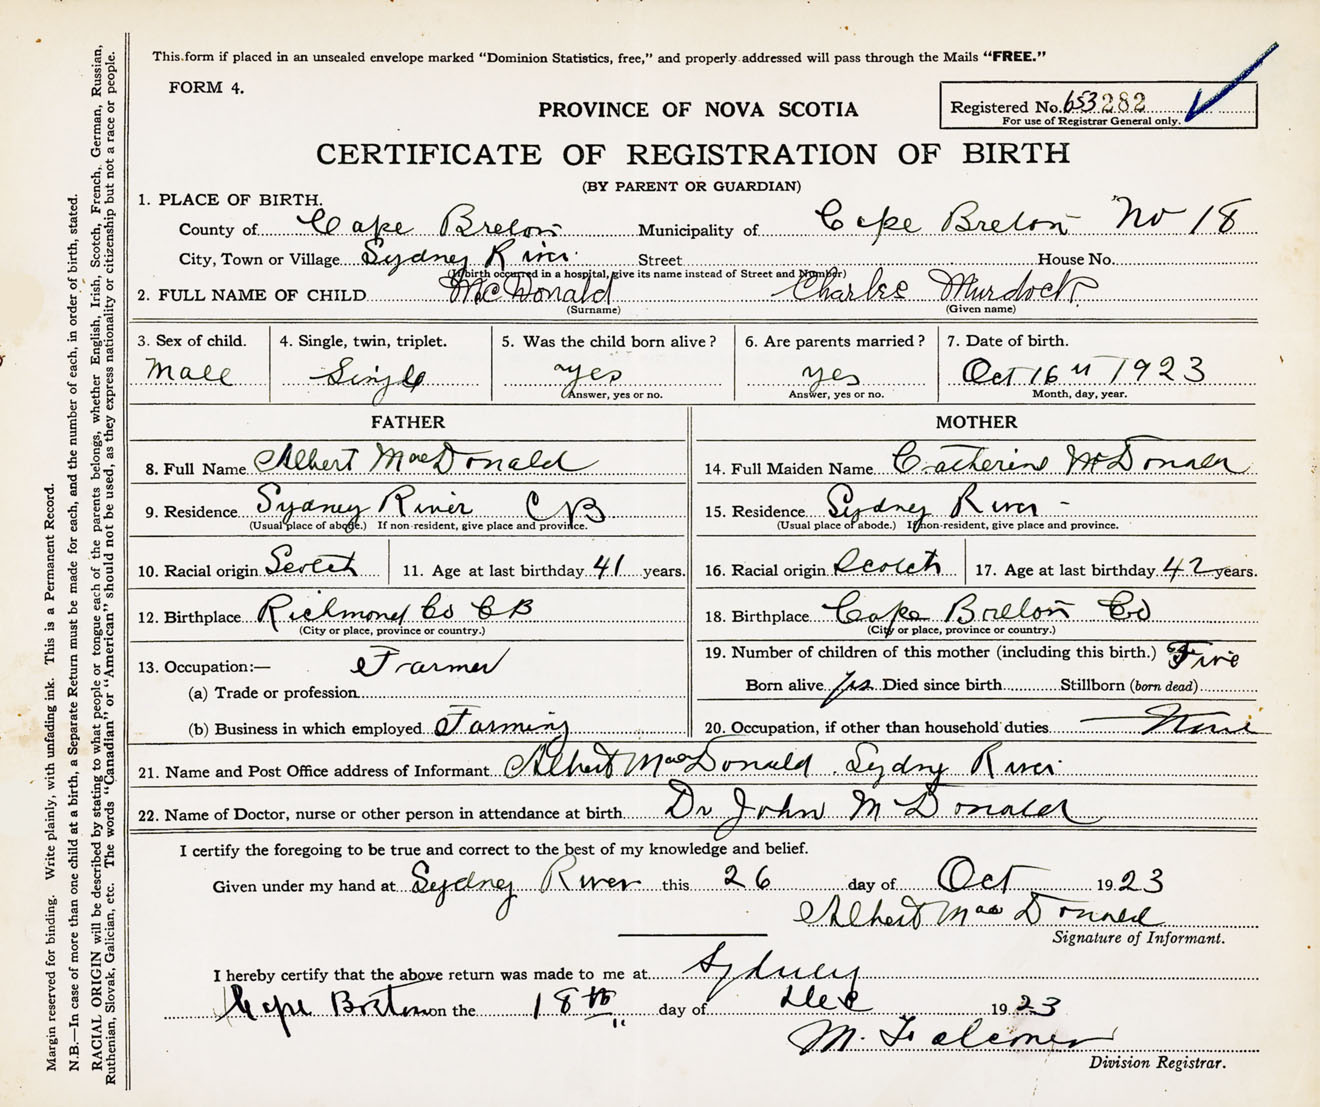 This form if placed in an unsealed envelope marked "Dominion Statistics, free," and properly addressed will pass through the Mails "FREE."
FORM 4.
Registered No. 653282
For use of Registrar General only.
PROVINCE OF NOVA SCOTIA
CERTIFICATE OF REGISTRATION OF BIRTH
(BY PARENT OR GUARDIAN)
1. PLACE OF BIRTH.
County of Cape Breton Municipality of Cape Breton No 18
City, Town or Village Sydney River Street House No.
(If birth occurred in a hospital, give its name instead of Street and Number)
2. FULL NAME OF CHILD McDonald Charles Murdock
(Surname) (Given name)
3. Sex of child. 4. Single, twin, triplet. 5. Was the child born alive? 6. Are parents married? 7. Date of birth.
Male Single yes yes Oct 16th 1923
Answer, yes or no. Answer, yes or no. Month, day, year.
FATHER MOTHER
8. Full Name Albert MacDonald 14. Full Maiden Name Catherine McDonald
9. Residence Sydney River CB 15. Residence Sydney River -
(Usual place of abode.) If non-resident, give place and province. (Usual place of abode.) If non-resident, give place and province.
10. Racial origin Scotch 11. Age at last birthday 41 years. 16. Racial origin Scotch 17. Age at last birthday 42 years.
12. Birthplace Richmond Co CB 18. Birthplace Cape Breton Co
(City or place, province or country.) (City or place, province or country.)
13. Occupation:— Farmer 19. Number of children of this mother (including this birth.) Five
(a) Trade or profession Born alive yes Died since birth Stillborn (born dead)
(b) Business in which employed Farming 20. Occupation, if other than household duties None
21. Name and Post Office address of Informant Albert MacDonald Sydney River
22. Name of Doctor, nurse or other person in attendance at birth Dr John McDonald
I certify the foregoing to be true and correct to the best of my knowledge and belief.
Given under my hand at Sydney River this 26 day of Oct 1923
Albert MacDonald
Signature of Informant.
I hereby certify that the above return was made to me at Sydney
Cape Breton on the 18th day of Dec 1923
M. Falconer
Division Registrar.
Margin reserved for binding. Write plainly, with unfading ink. This is a Permanent Record.
N.B.—In case of more than one child at a birth, a Separate Return must be made for each, and the number of each, in order of birth, stated.
RACIAL ORIGIN will be described by stating to what people or tongue each of the parents belongs, whether English, Irish, Scotch, French, German, Russian,
Ruthenian, Slovak, Galician, etc. The words "Canadian" or "American" should not be used, as they express nationality or citizenship but not a race or people.